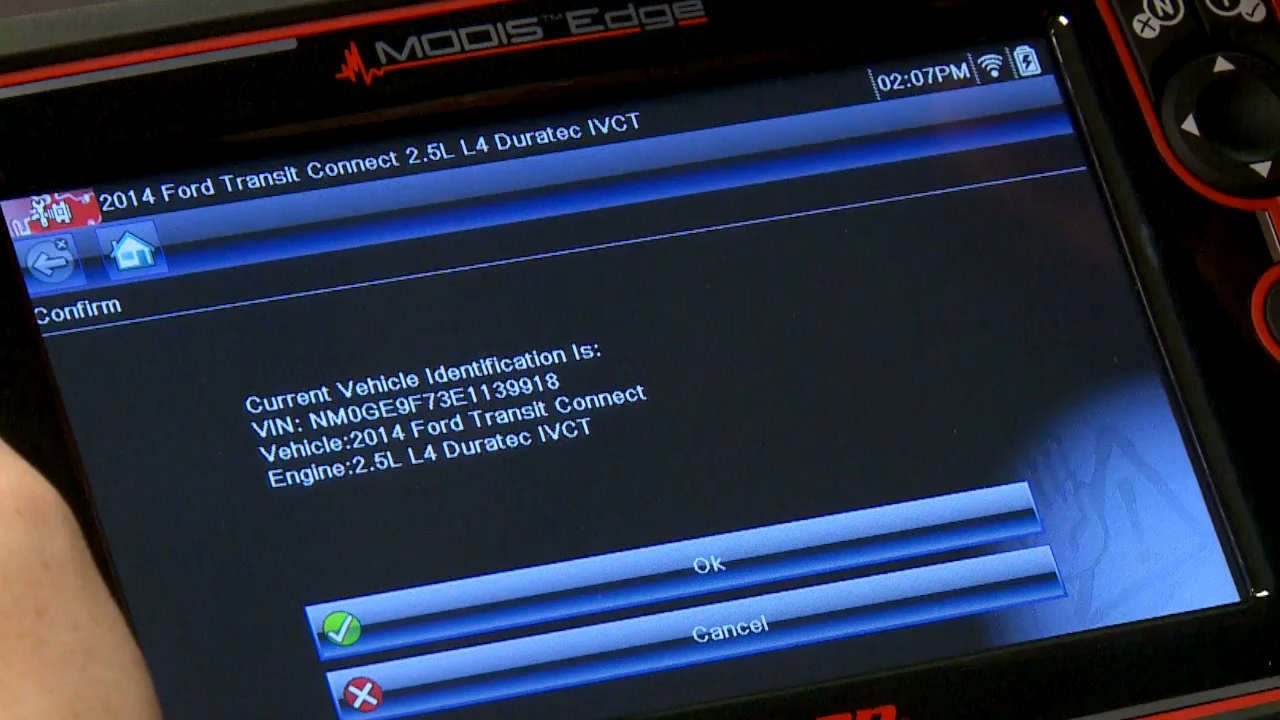 MODIS™ Edge
02:07PM
2014 Ford Transit Connect 2.5L L4 Duratec IVCT
Confirm
Current Vehicle Identification Is:
VIN: NM0GE9F73E1139918
Vehicle:2014 Ford Transit Connect
Engine:2.5L L4 Duratec IVCT
Ok
Cancel
N